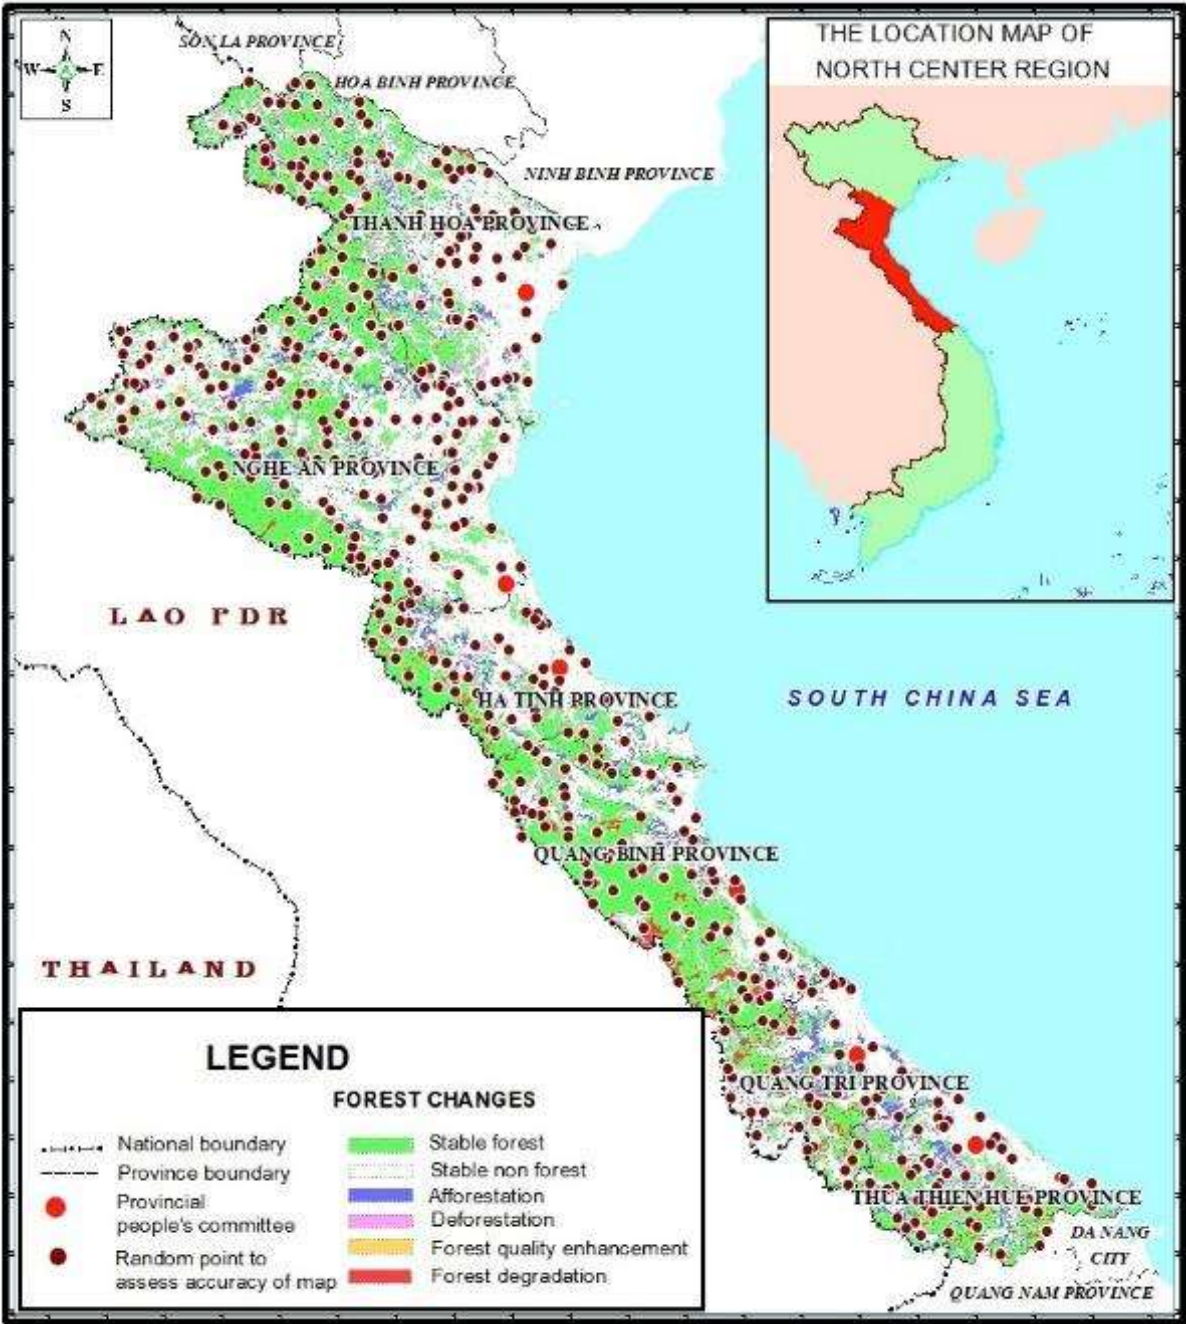 N
W E
S
SON LA PROVINCE
HOA BINH PROVINCE
NINH BINH PROVINCE
THANH HOA PROVINCE
NGHE AN PROVINCE
LAO PDR
HA TINH PROVINCE
SOUTH CHINA SEA
QUANG BINH PROVINCE
THAILAND
QUANG TRI PROVINCE
THUA THIEN HUE PROVINCE
DA NANG
CITY
QUANG NAM PROVINCE
THE LOCATION MAP OF
NORTH CENTER REGION
LEGEND
FOREST CHANGES
National boundary
Province boundary
Provincial
people's committee
Random point to
assess accuracy of map
Stable forest
Stable non forest
Afforestation
Deforestation
Forest quality enhancement
Forest degradation